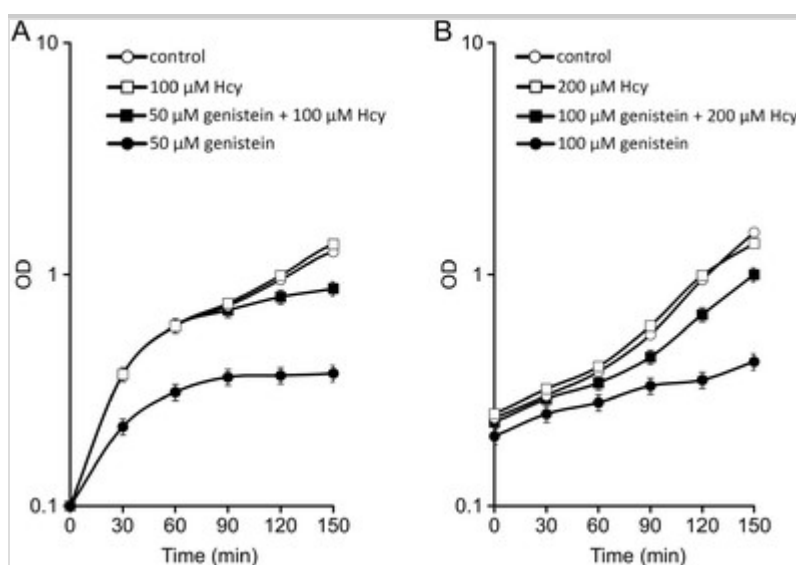 A
control
100 µM Hcy
50 µM genistein + 100 µM Hcy
50 µM genistein
10
1
0.1
OD
0 30 60 90 120 150
Time (min)
B
control
200 µM Hcy
100 µM genistein + 200 µM Hcy
100 µM genistein
10
1
0.1
OD
0 30 60 90 120 150
Time (min)